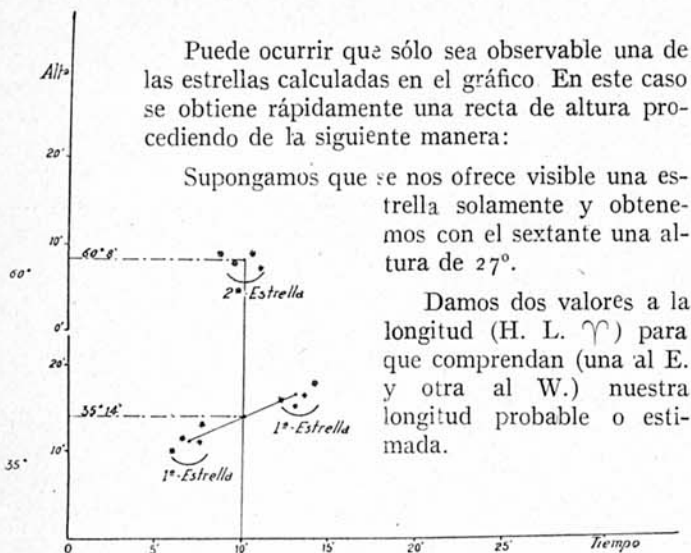 Puede ocurrir que sólo sea observable una de
las estrellas calculadas en el gráfico. En este caso
se obtiene rápidamente una recta de altura pro-
cediendo de la siguiente manera:
Supongamos que se nos ofrece visible una es-
trella solamente y obtene-
mos con el sextante una al-
tura de 27°.
Damos dos valores a la
longitud (H. L. ♈) para
que comprendan (una al E.
y otra al W.) nuestra
longitud probable o esti-
mada.
Alta
20'
10'
60°
0'
20'
10'
35°
60° 8'
2ª-Estrella
35° 14'
1ª-Estrella
1ª-Estrella
0
5'
10'
15'
20'
25'
Tiempo